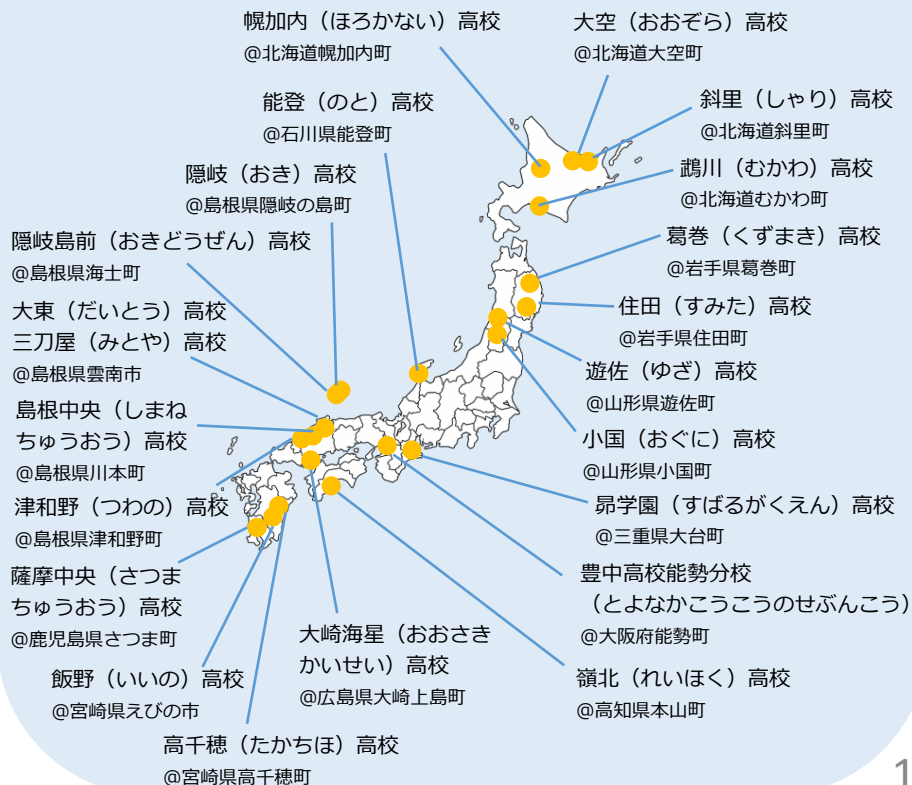 幌加内（ほろかない）高校
@北海道幌加内町
大空（おおぞら）高校
@北海道大空町
能登（のと）高校
@石川県能登町
斜里（しゃり）高校
@北海道斜里町
隠岐（おき）高校
@島根県隠岐の島町
鵡川（むかわ）高校
@北海道むかわ町
隠岐島前（おきどうぜん）高校
@島根県海士町
葛巻（くずまき）高校
@岩手県葛巻町
大東（だいとう）高校
三刀屋（みとや）高校
@島根県雲南市
住田（すみた）高校
@岩手県住田町
遊佐（ゆざ）高校
@山形県遊佐町
島根中央（しまね
ちゅうおう）高校
@島根県川本町
小国（おぐに）高校
@山形県小国町
津和野（つわの）高校
@島根県津和野町
昴学園（すばるがくえん）高校
@三重県大台町
薩摩中央（さつま
ちゅうおう）高校
@鹿児島県さつま町
豊中高校能勢分校
（とよなかこうこうのせぶんこう）
@大阪府能勢町
大崎海星（おおさき
かいせい）高校
@広島県大崎上島町
飯野（いいの）高校
@宮崎県えびの市
嶺北（れいほく）高校
@高知県本山町
高千穂（たかちほ）高校
@宮崎県高千穂町
1